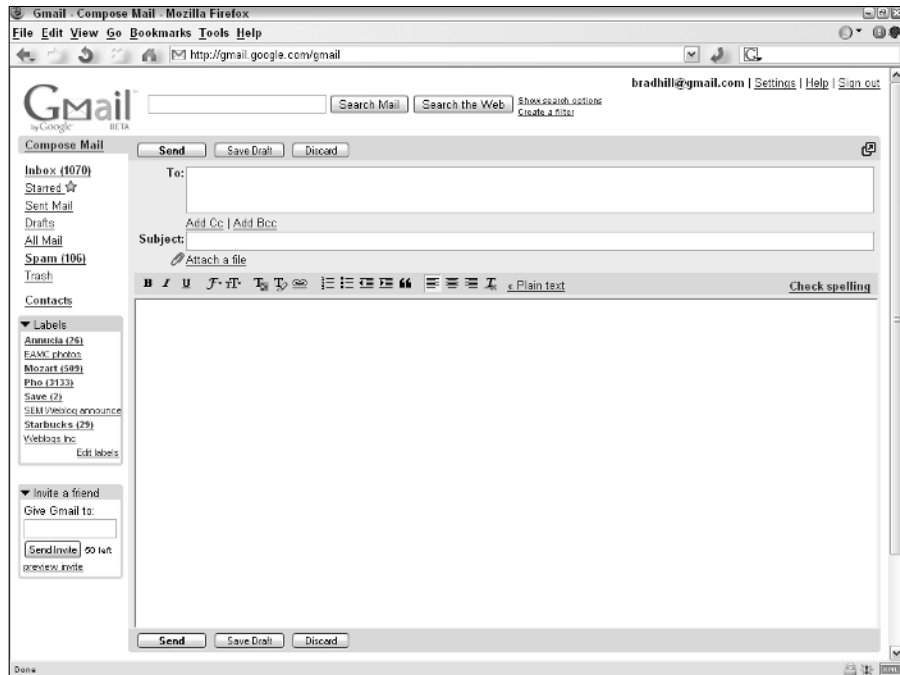 Gmail - Compose Mail - Mozilla Firefox
File Edit View Go Bookmarks Tools Help
http://gmail.google.com/gmail
G
bradhill@gmail.com | Settings | Help | Sign out
Gmail
by Google BETA
Search Mail Search the Web Show search options
Create a filter
Compose Mail
Send Save Draft Discard
Inbox (1070)
Starred
Sent Mail
Drafts
All Mail
Spam (106)
Trash
Contacts
To:
Add Cc | Add Bcc
Subject:
Attach a file
B I U « Plain text Check spelling
Labels
Annucia (26)
EAMC photos
Mozart (509)
Pho (3133)
Save (2)
SEM Weblog announce
Starbucks (29)
Weblogs Inc
Edit labels
Invite a friend
Give Gmail to:
Send Invite 50 left
preview invite
Send Save Draft Discard
Done